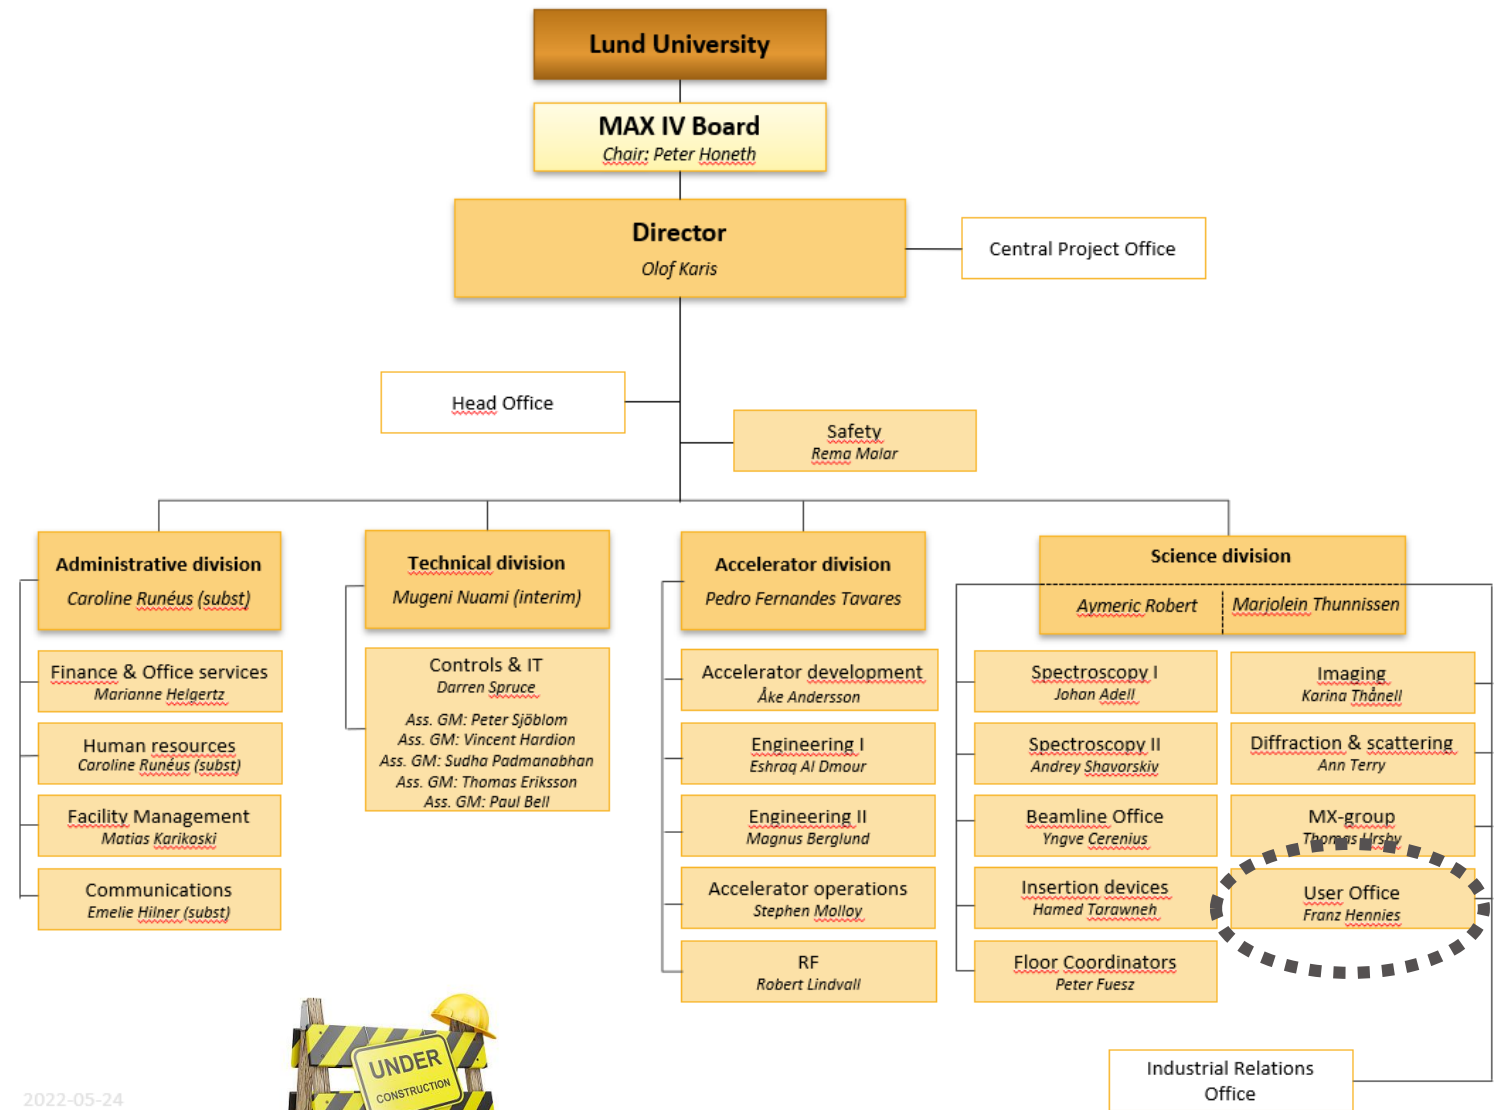 Lund University
MAX IV Board
Chair: Peter Honeth
Director
Olof Karis
Central Project Office
Head Office
Safety
Rema Malar
Administrative division
Caroline Runéus (subst)
Finance & Office services
Marianne Helgertz
Human resources
Caroline Runéus (subst)
Facility Management
Matias Karikoski
Communications
Emelie Hilner (subst)
Technical division
Mugeni Nuami (interim)
Controls & IT
Darren Spruce
Ass. GM: Peter Sjöblom
Ass. GM: Vincent Hardion
Ass. GM: Sudha Padmanabhan
Ass. GM: Thomas Eriksson
Ass. GM: Paul Bell
Accelerator division
Pedro Fernandes Tavares
Accelerator development
Åke Andersson
Engineering I
Eshraq Al Dmour
Engineering II
Magnus Berglund
Accelerator operations
Stephen Molloy
RF
Robert Lindvall
Science division
Aymeric Robert
Marjolein Thunnissen
Spectroscopy I
Johan Adell
Spectroscopy II
Andrey Shavorskiy
Beamline Office
Yngve Cerenius
Insertion devices
Hamed Tarawneh
Floor Coordinators
Peter Fuesz
Imaging
Karina Thånell
Diffraction & scattering
Ann Terry
MX-group
Thomas Ursby
User Office
Franz Hennies
Industrial Relations
Office
UNDER
CONSTRUCTION
2022-05-24